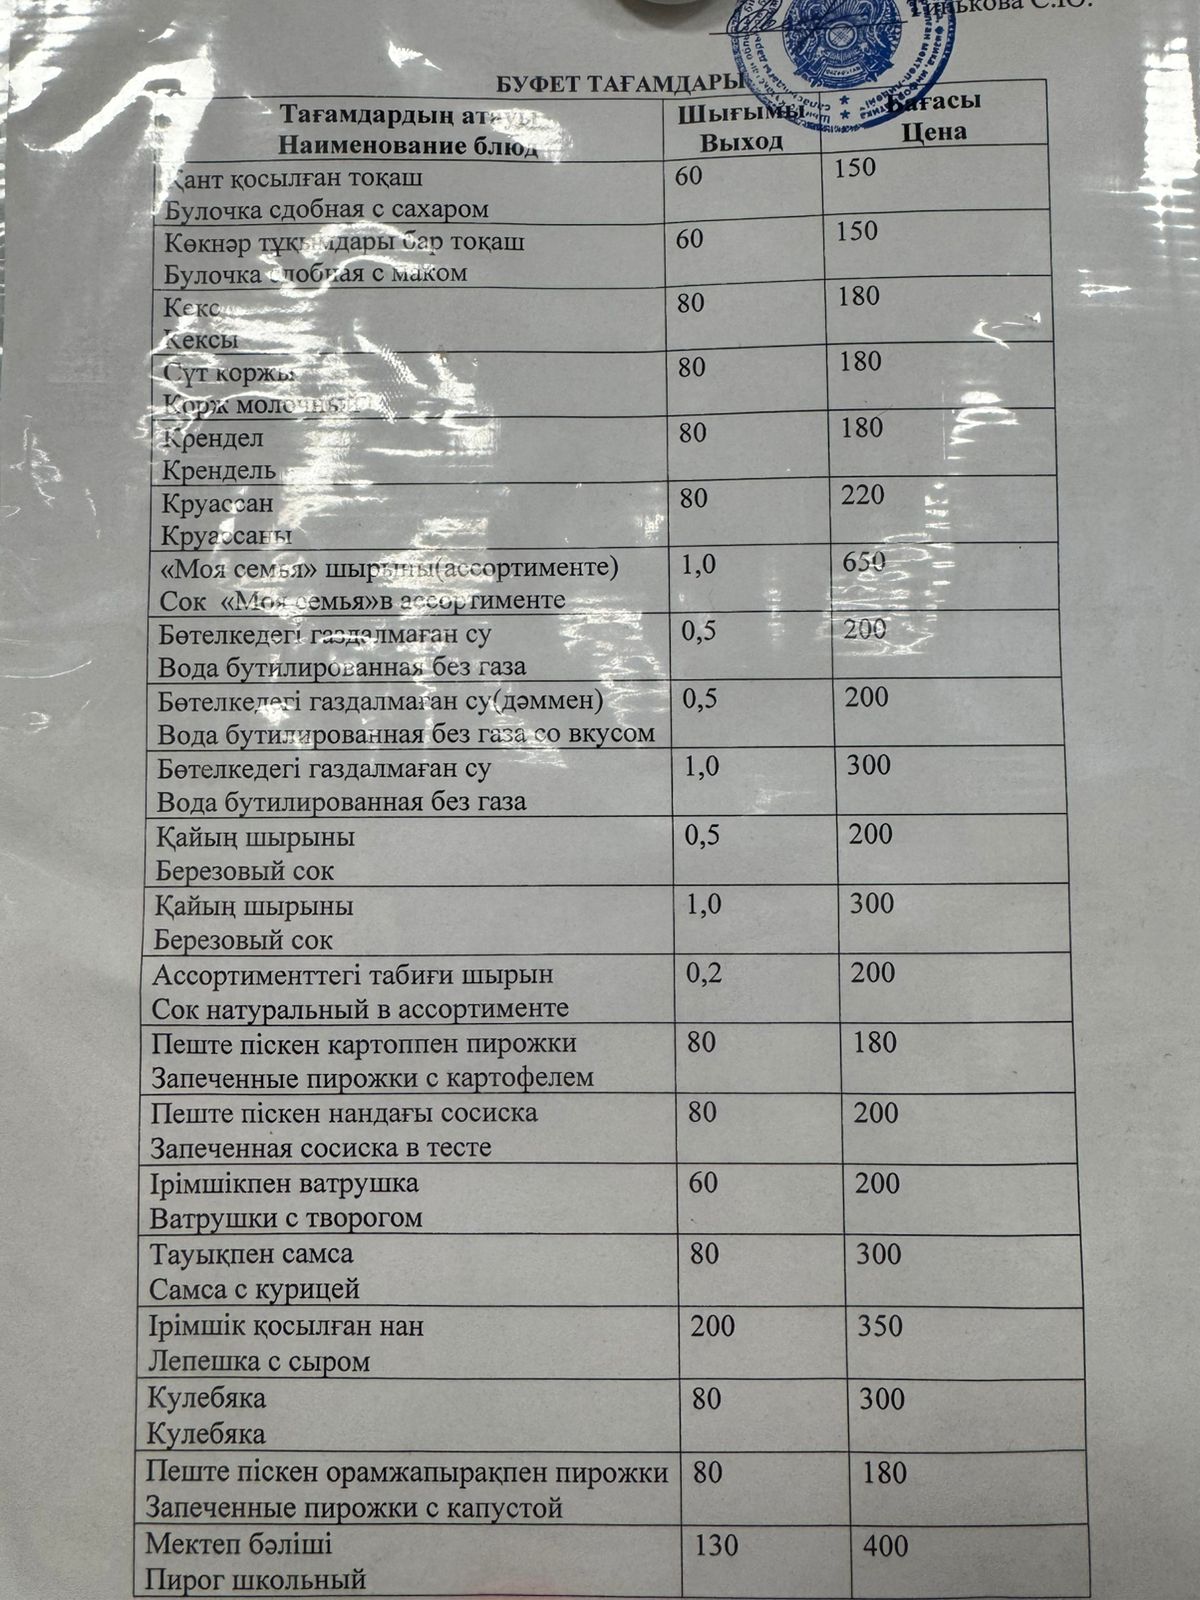 Тинькова С.Ю.
БУФЕТ ТАҒАМДАРЫ
Тағамдардың атауы Шығымы Бағасы
Наименование блюд Выход Цена
Қант қосылған тоқаш 60 150
Булочка сдобная с сахаром
Көкнәр тұқымдары бар тоқаш 60 150
Булочка сдобная с маком
Кекс 80 180
Кексы
Сүт коржы 80 180
Корж молочный
Крендел 80 180
Крендель
Круассан 80 220
Круассаны
«Моя семья» шырыны(ассортименте) 1,0 650
Сок «Моя семья»в ассортименте
Бөтелкедегі газдалмаған су 0,5 200
Вода бутилированная без газа
Бөтелкедегі газдалмаған су(дәммен) 0,5 200
Вода бутилированная без газа со вкусом
Бөтелкедегі газдалмаған су 1,0 300
Вода бутилированная без газа
Қайың шырыны 0,5 200
Березовый сок
Қайың шырыны 1,0 300
Березовый сок
Ассортименттегі табиғи шырын 0,2 200
Сок натуральный в ассортименте
Пеште піскен картоппен пирожки 80 180
Запеченные пирожки с картофелем
Пеште піскен нандағы сосиска 80 200
Запеченная сосиска в тесте
Ірімшікпен ватрушка 60 200
Ватрушки с творогом
Тауықпен самса 80 300
Самса с курицей
Ірімшік қосылған нан 200 350
Лепешка с сыром
Кулебяка 80 300
Кулебяка
Пеште піскен орамжапырақпен пирожки 80 180
Запеченные пирожки с капустой
Мектеп бәліші 130 400
Пирог школьный